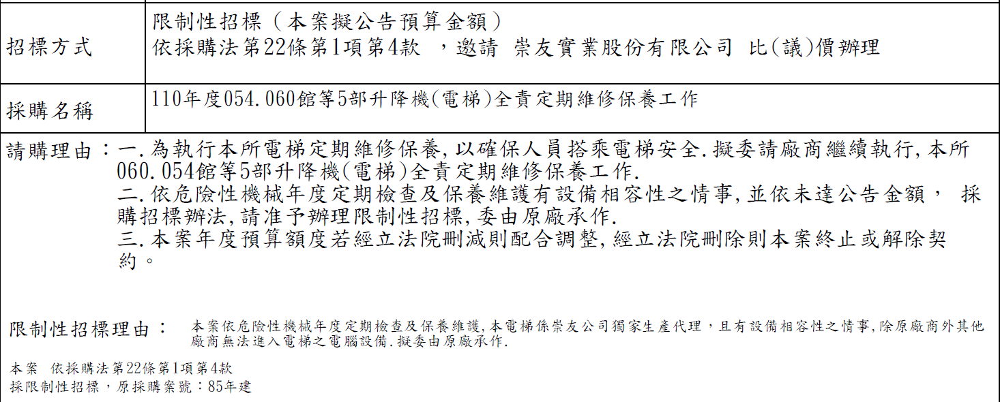 招標方式
限制性招標（本案擬公告預算金額）
依採購法第22條第1項第4款 ，邀請 崇友實業股份有限公司 比(議)價辦理
採購名稱
110年度054.060館等5部升降機(電梯)全責定期維修保養工作
請購理由：一.為執行本所電梯定期維修保養,以確保人員搭乘電梯安全.擬委請廠商繼續執行,本所
060.054館等5部升降機(電梯)全責定期維修保養工作.
二.依危險性機械年度定期檢查及保養維護有設備相容性之情事,並依未達公告金額， 採
購招標辦法,請准予辦理限制性招標,委由原廠承作.
三.本案年度預算額度若經立法院刪減則配合調整,經立法院刪除則本案終止或解除契
約。
限制性招標理由： 本案依危險性機械年度定期檢查及保養維護,本電梯係崇友公司獨家生產代理，且有設備相容性之情事,除原廠商外其他
廠商無法進入電梯之電腦設備.擬委由原廠承作.
本案 依採購法第22條第1項第4款
採限制性招標，原採購案號：85年建